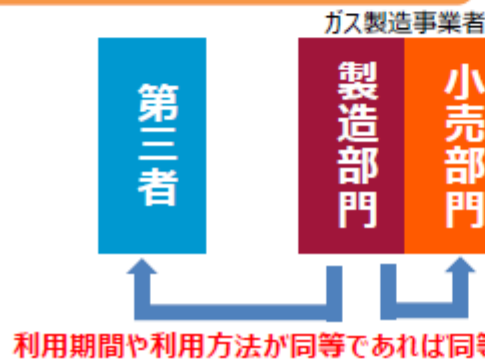 ガス製造事業者
第三者
製造部門
小売部門
利用期間や利用方法が同等であれば同等